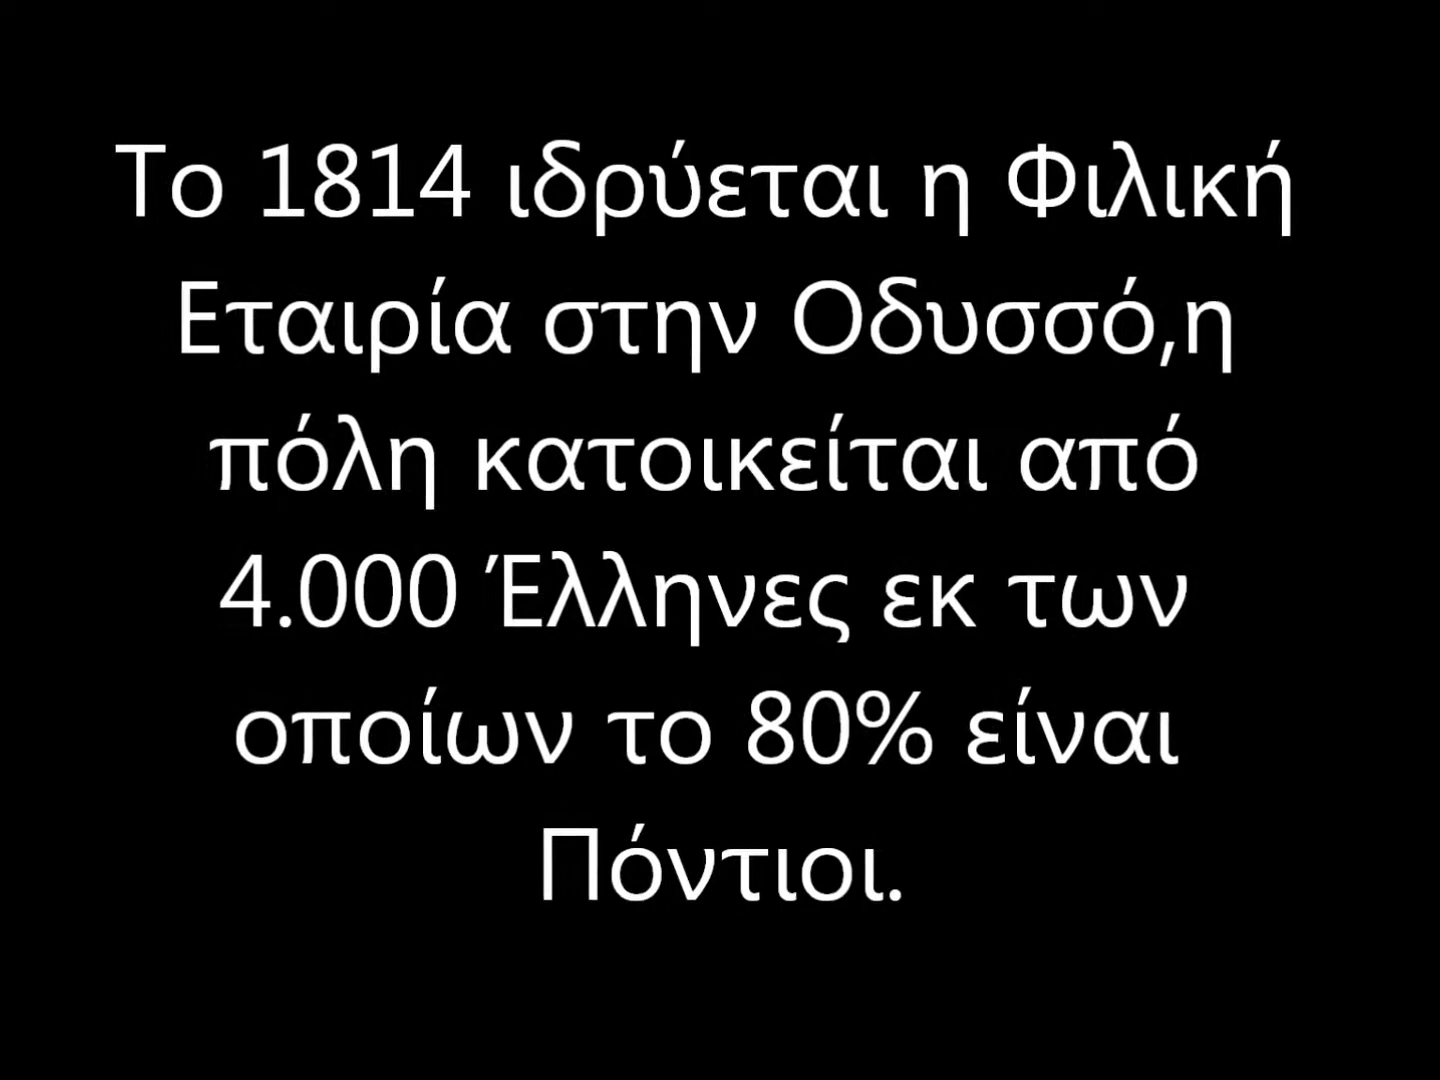 Το 1814 ιδρύεται η Φιλική
Εταιρία στην Οδυσσό,η
πόλη κατοικείται από
4.000 Έλληνες εκ των
οποίων το 80% είναι
Πόντιοι.